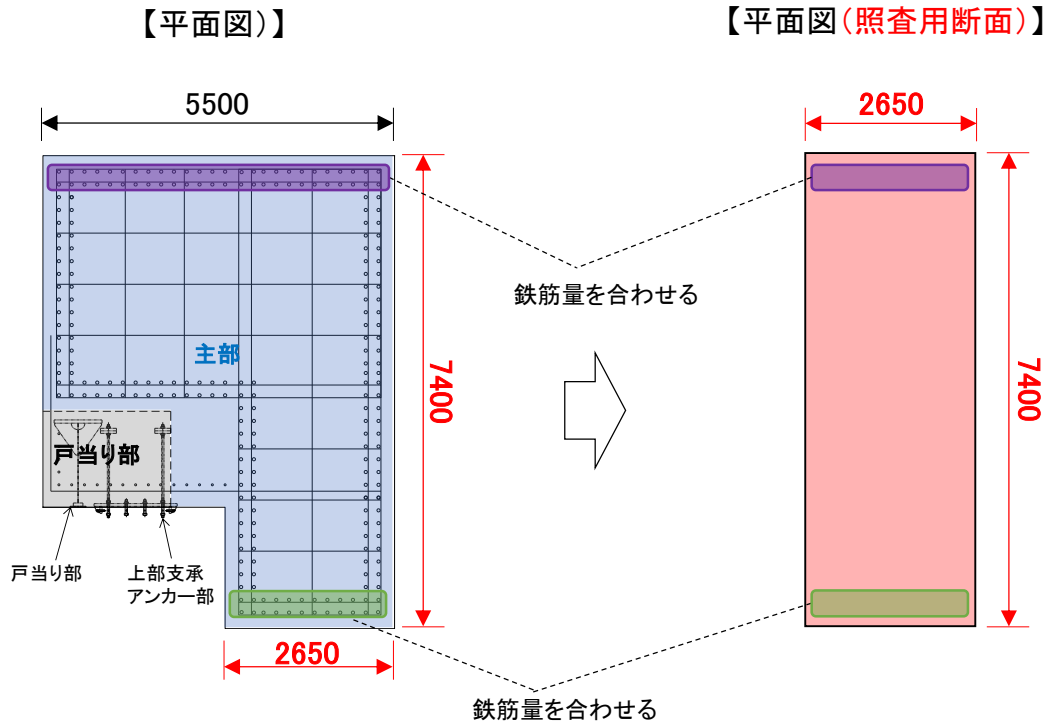 【平面図)】
【平面図(照査用断面)】
5500
2650
鉄筋量を合わせる
主部
7400
7400
戸当り部
戸当り部
上部支承
アンカー部
2650
鉄筋量を合わせる